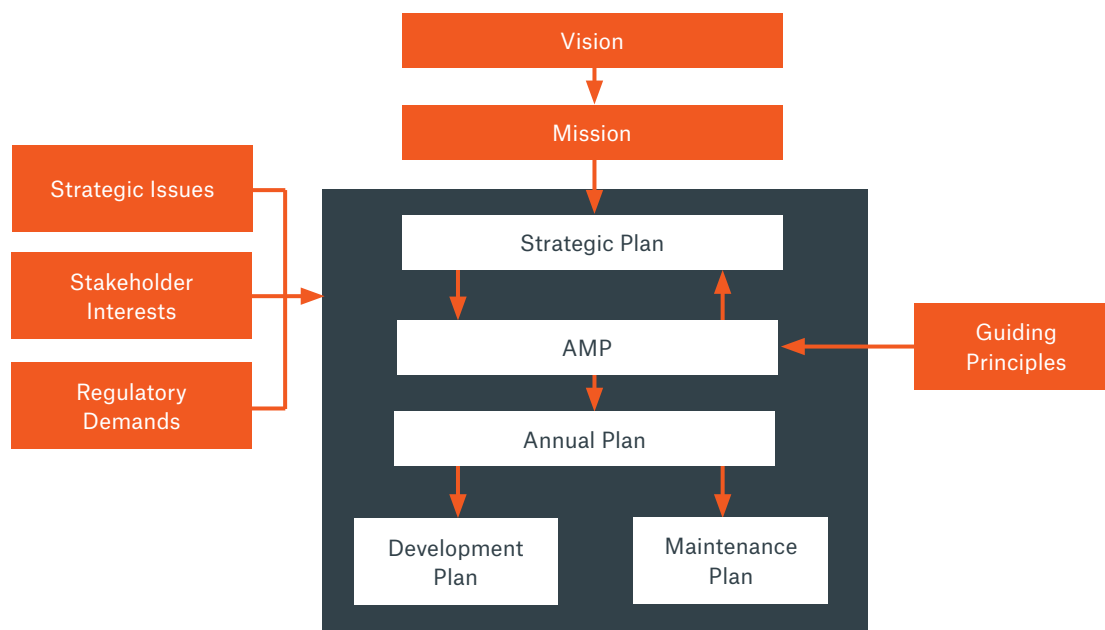 Vision
Mission
Strategic Issues
Strategic Plan
Stakeholder
Interests
AMP
Guiding
Principles
Regulatory
Demands
Annual Plan
Development
Plan
Maintenance
Plan